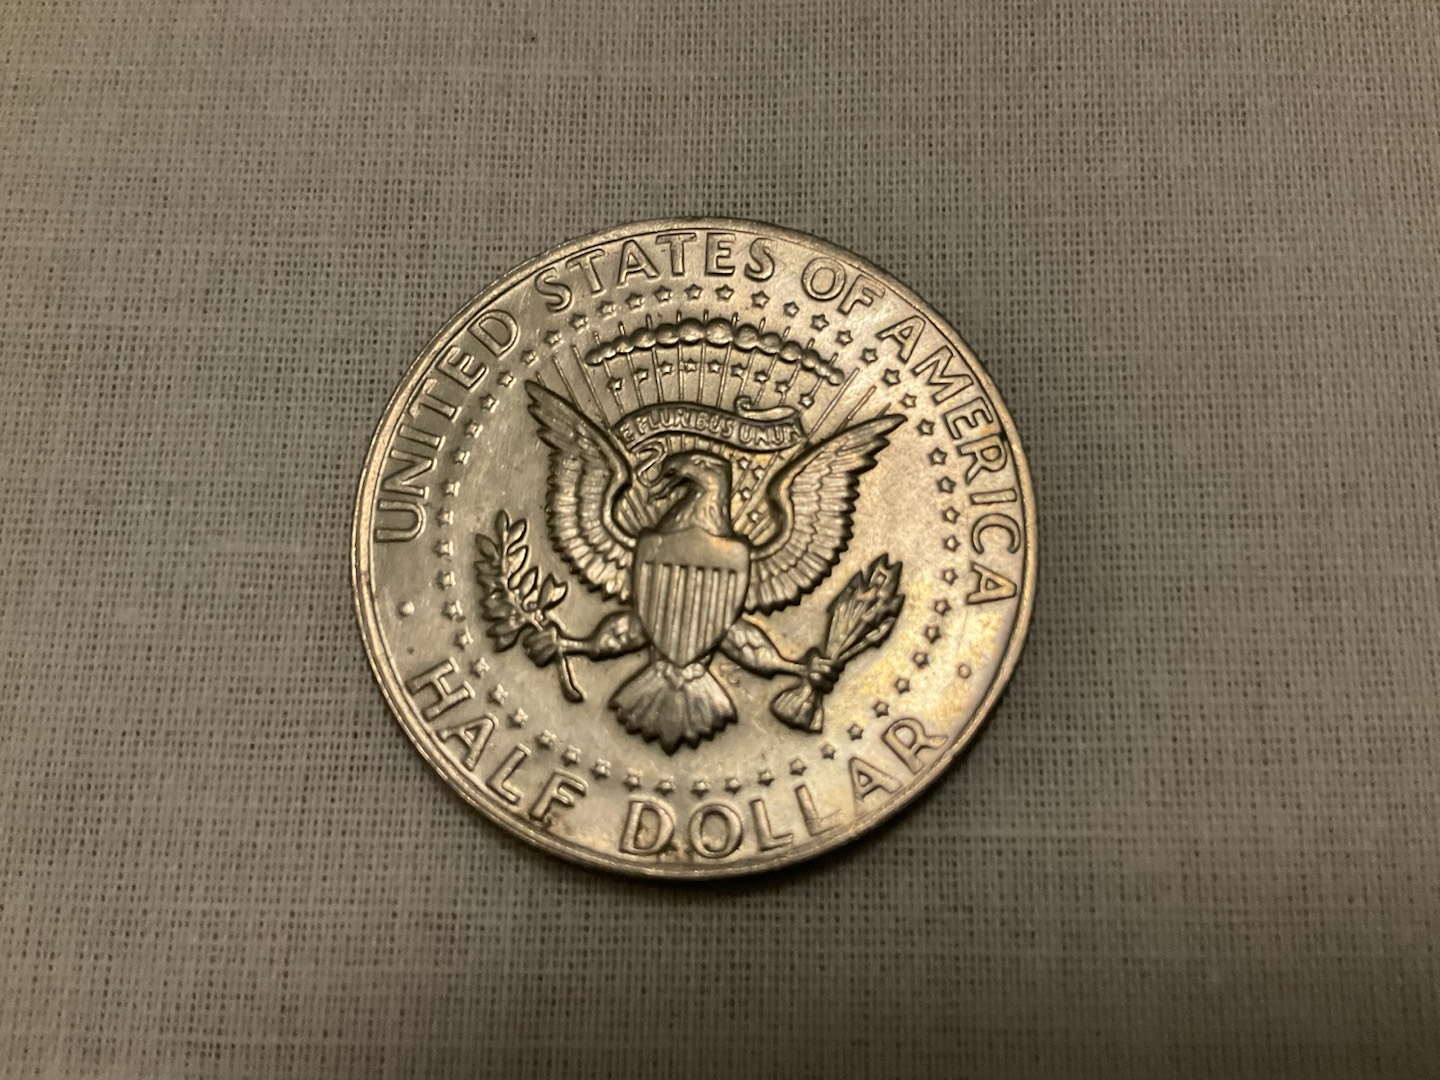 UNITED STATES OF AMERICA
E PLURIBUS UNUM
HALF DOLLAR